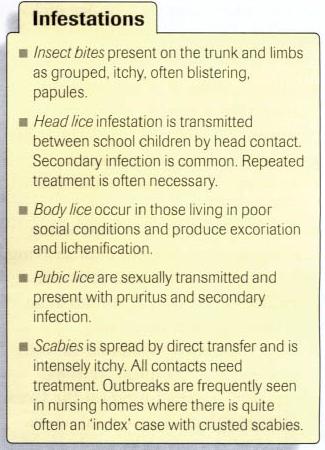 Infestations
■ Insect bites present on the trunk and limbs
as grouped, itchy, often blistering,
papules.
■ Head lice infestation is transmitted
between school children by head contact.
Secondary infection is common. Repeated
treatment is often necessary.
■ Body lice occur in those living in poor
social conditions and produce excoriation
and lichenification.
■ Pubic lice are sexually transmitted and
present with pruritus and secondary
infection.
■ Scabies is spread by direct transfer and is
intensely itchy. All contacts need
treatment. Outbreaks are frequently seen
in nursing homes where there is quite
often an 'index' case with crusted scabies.